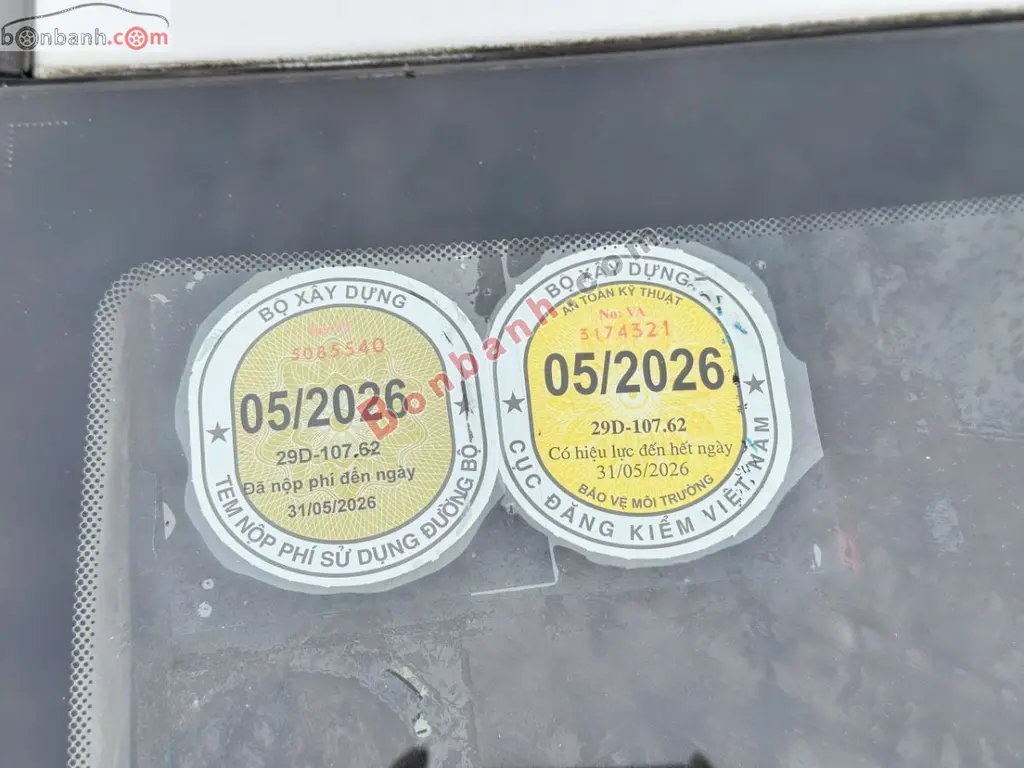 bonbanh.com
BỘ XÂY DỰNG
5085540
05/2026
29D-107.62
Đã nộp phí đến ngày
31/05/2026
TEM NỘP PHÍ SỬ DỤNG ĐƯỜNG BỘ
BỘ XÂY DỰNG
AN TOÀN KỸ THUẬT
No: VA
3174321
05/2026
29D-107.62
Có hiệu lực đến hết ngày
31/05/2026
BẢO VỆ MÔI TRƯỜNG
CỤC ĐĂNG KIỂM VIỆT NAM
Bonbanh.com